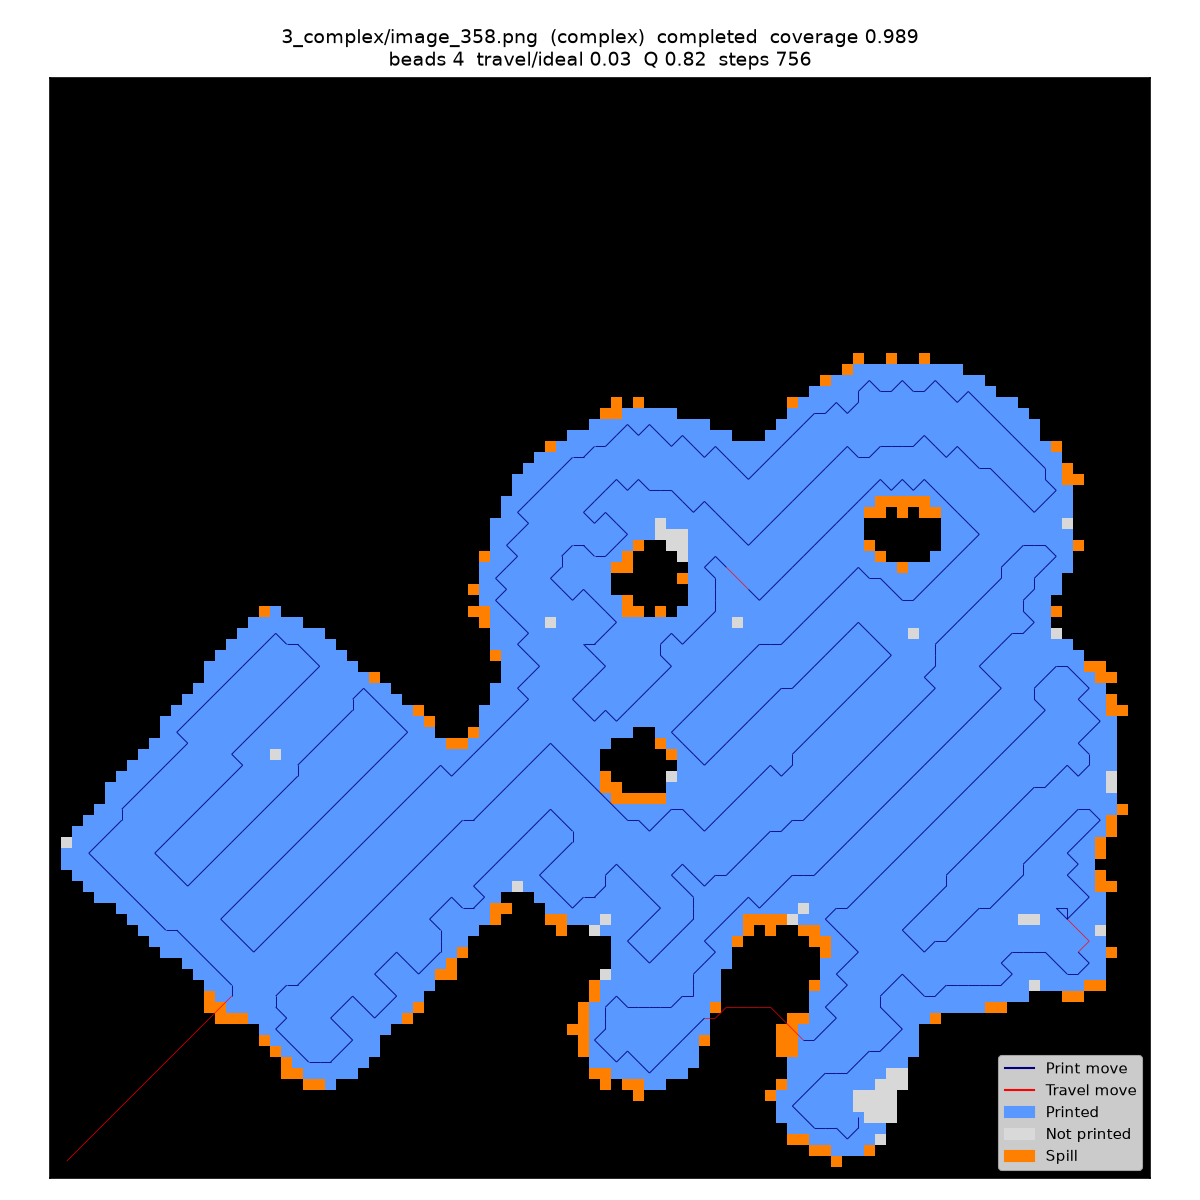 3_complex/image_358.png  (complex)  completed  coverage 0.989
beads 4  travel/ideal 0.03  Q 0.82  steps 756
Print move
Travel move
Printed
Not printed
Spill